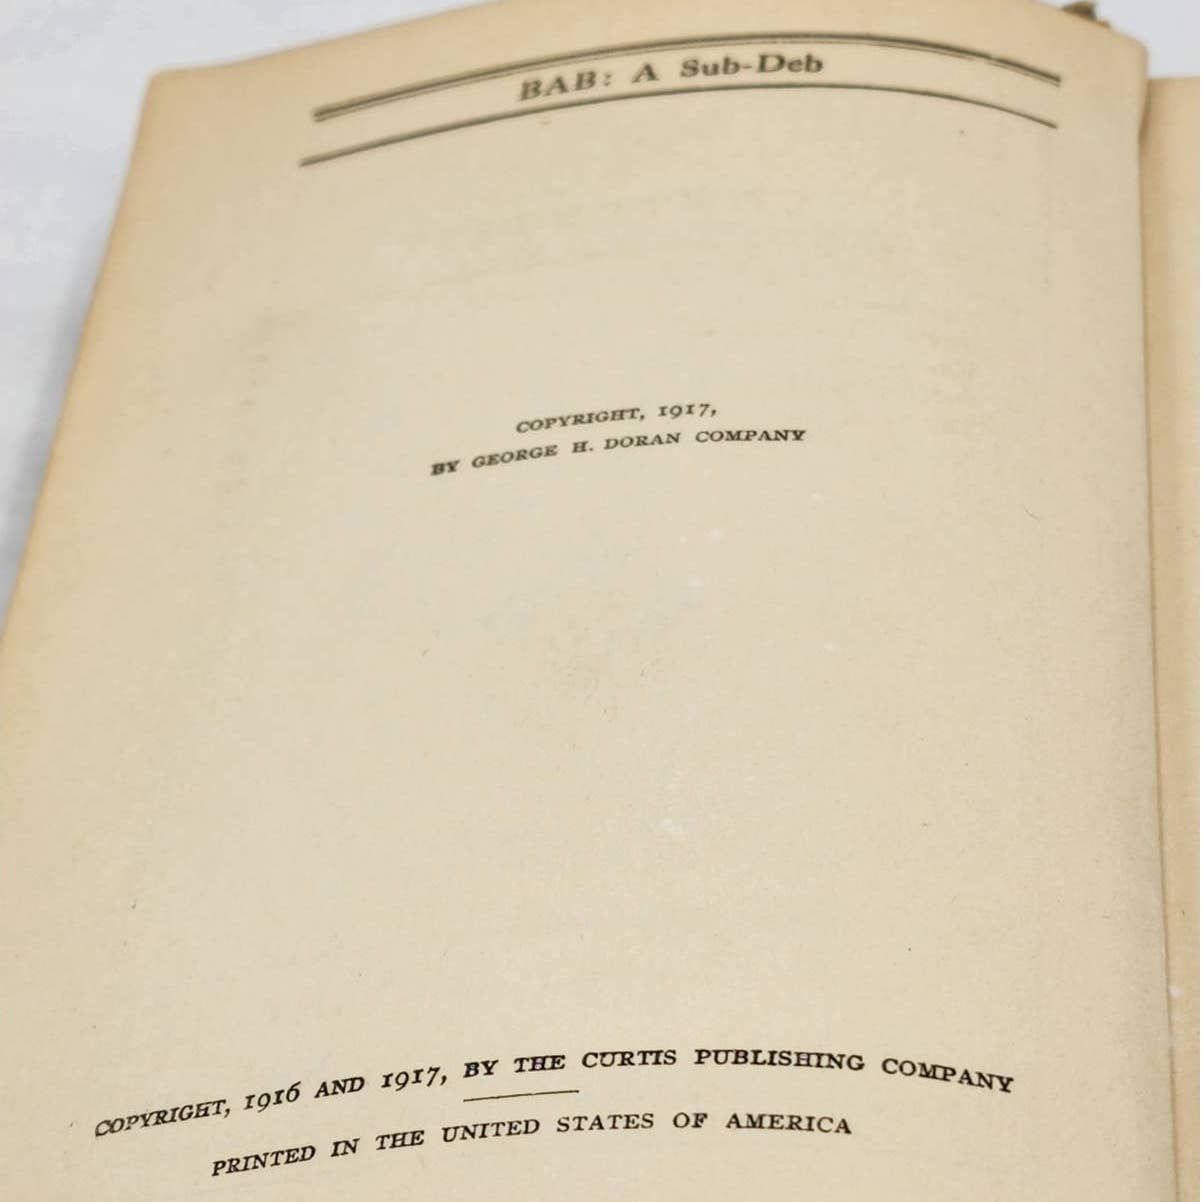 BAB: A Sub-Deb
COPYRIGHT, 1917,
BY GEORGE H. DORAN COMPANY
COPYRIGHT, 1916 AND 1917, BY THE CURTIS PUBLISHING COMPANY
PRINTED IN THE UNITED STATES OF AMERICA